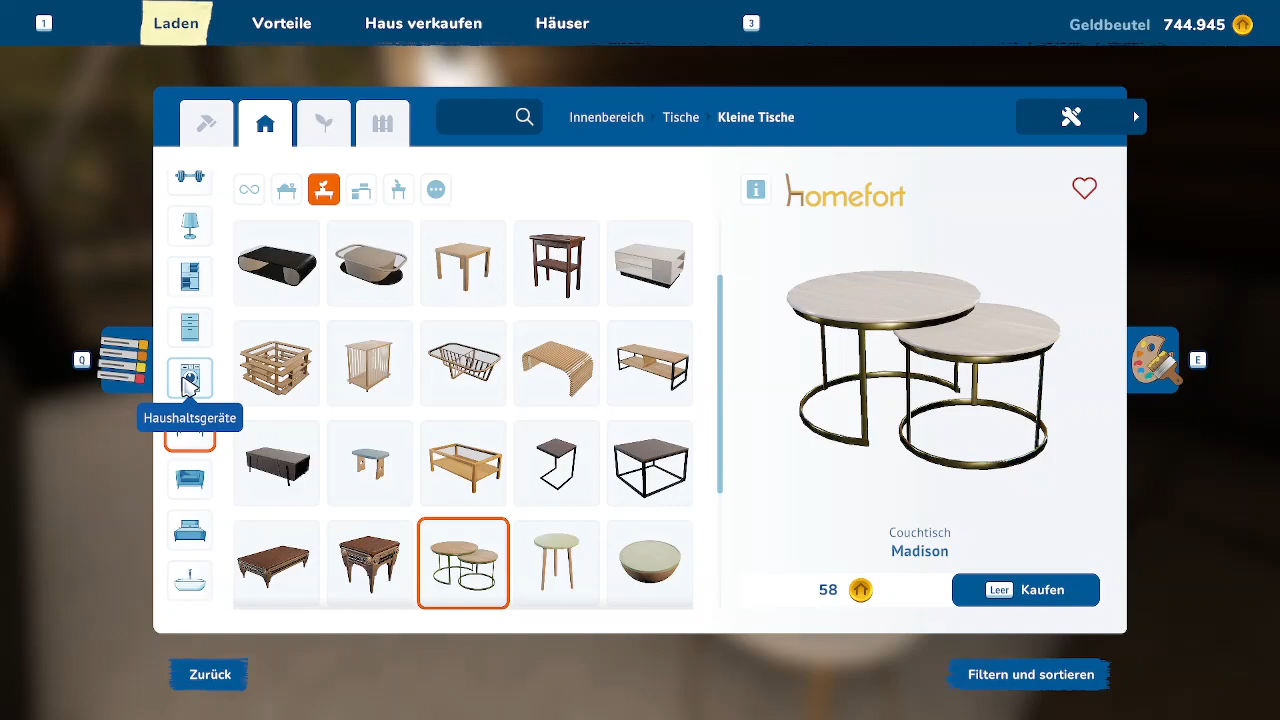 1
Laden
Vorteile
Haus verkaufen
Häuser
3
Geldbeutel 744.945
Innenbereich
Tische
Kleine Tische
homefort
Q
E
Haushaltsgeräte
Couchtisch
Madison
58
Leer Kaufen
Zurück
Filtern und sortieren